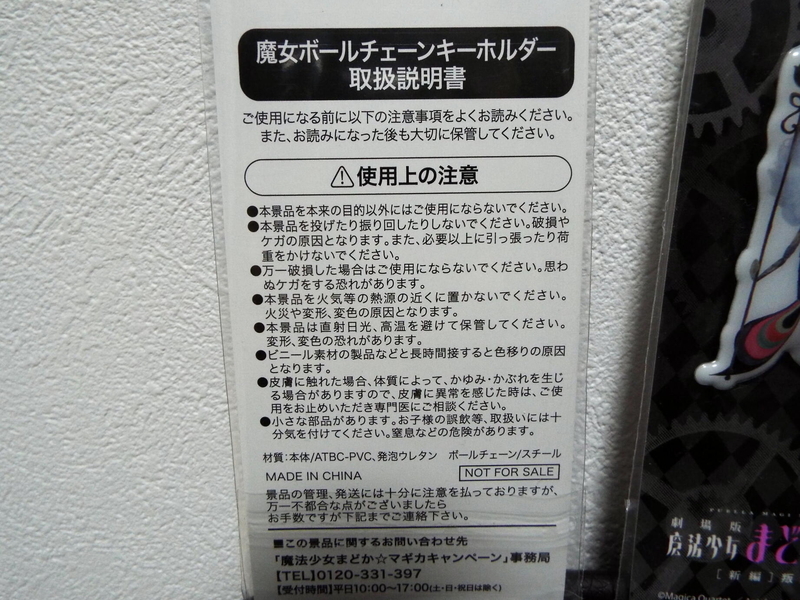 魔女ボールチェーンキーホルダー
取扱説明書
ご使用になる前に以下の注意事項をよくお読みください。
また、お読みになった後も大切に保管してください。
⚠使用上の注意
●本景品を本来の目的以外にはご使用にならないでください。
●本景品を投げたり振り回したりしないでください。破損や
ケガの原因となります。また、必要以上に引っ張ったり荷
重をかけないでください。
●万一破損した場合はご使用にならないでください。思わ
ぬケガをする恐れがあります。
●本景品を火気等の熱源の近くに置かないでください。
火災や変形、変色の原因となります。
●本景品は直射日光、高温を避けて保管してください。
変形、変色の恐れがあります。
●ビニール素材の製品などと長時間接すると色移りの原因
となります。
●皮膚に触れた場合、体質によって、かゆみ・かぶれを生じ
る場合がありますので、皮膚に異常を感じた時は、ご使
用をお止めいただき専門医にご相談ください。
●小さな部品があります。お子様の誤飲等、取扱いには十
分気を付けてください。窒息などの危険があります。
材質：本体/ATBC-PVC、発泡ウレタン ボールチェーン/スチール
MADE IN CHINA NOT FOR SALE
景品の管理、発送には十分に注意を払っておりますが、
万一不都合な点がございましたら
お手数ですが下記までご連絡下さい。
■この景品に関するお問い合わせ先
「魔法少女まどか☆マギカキャンペーン」事務局
【TEL】0120-331-397
【受付時間】平日10:00～17:00(土・日・祝日は除く)
劇場版
魔法少女まど
［新編］叛
©Magica Quartet